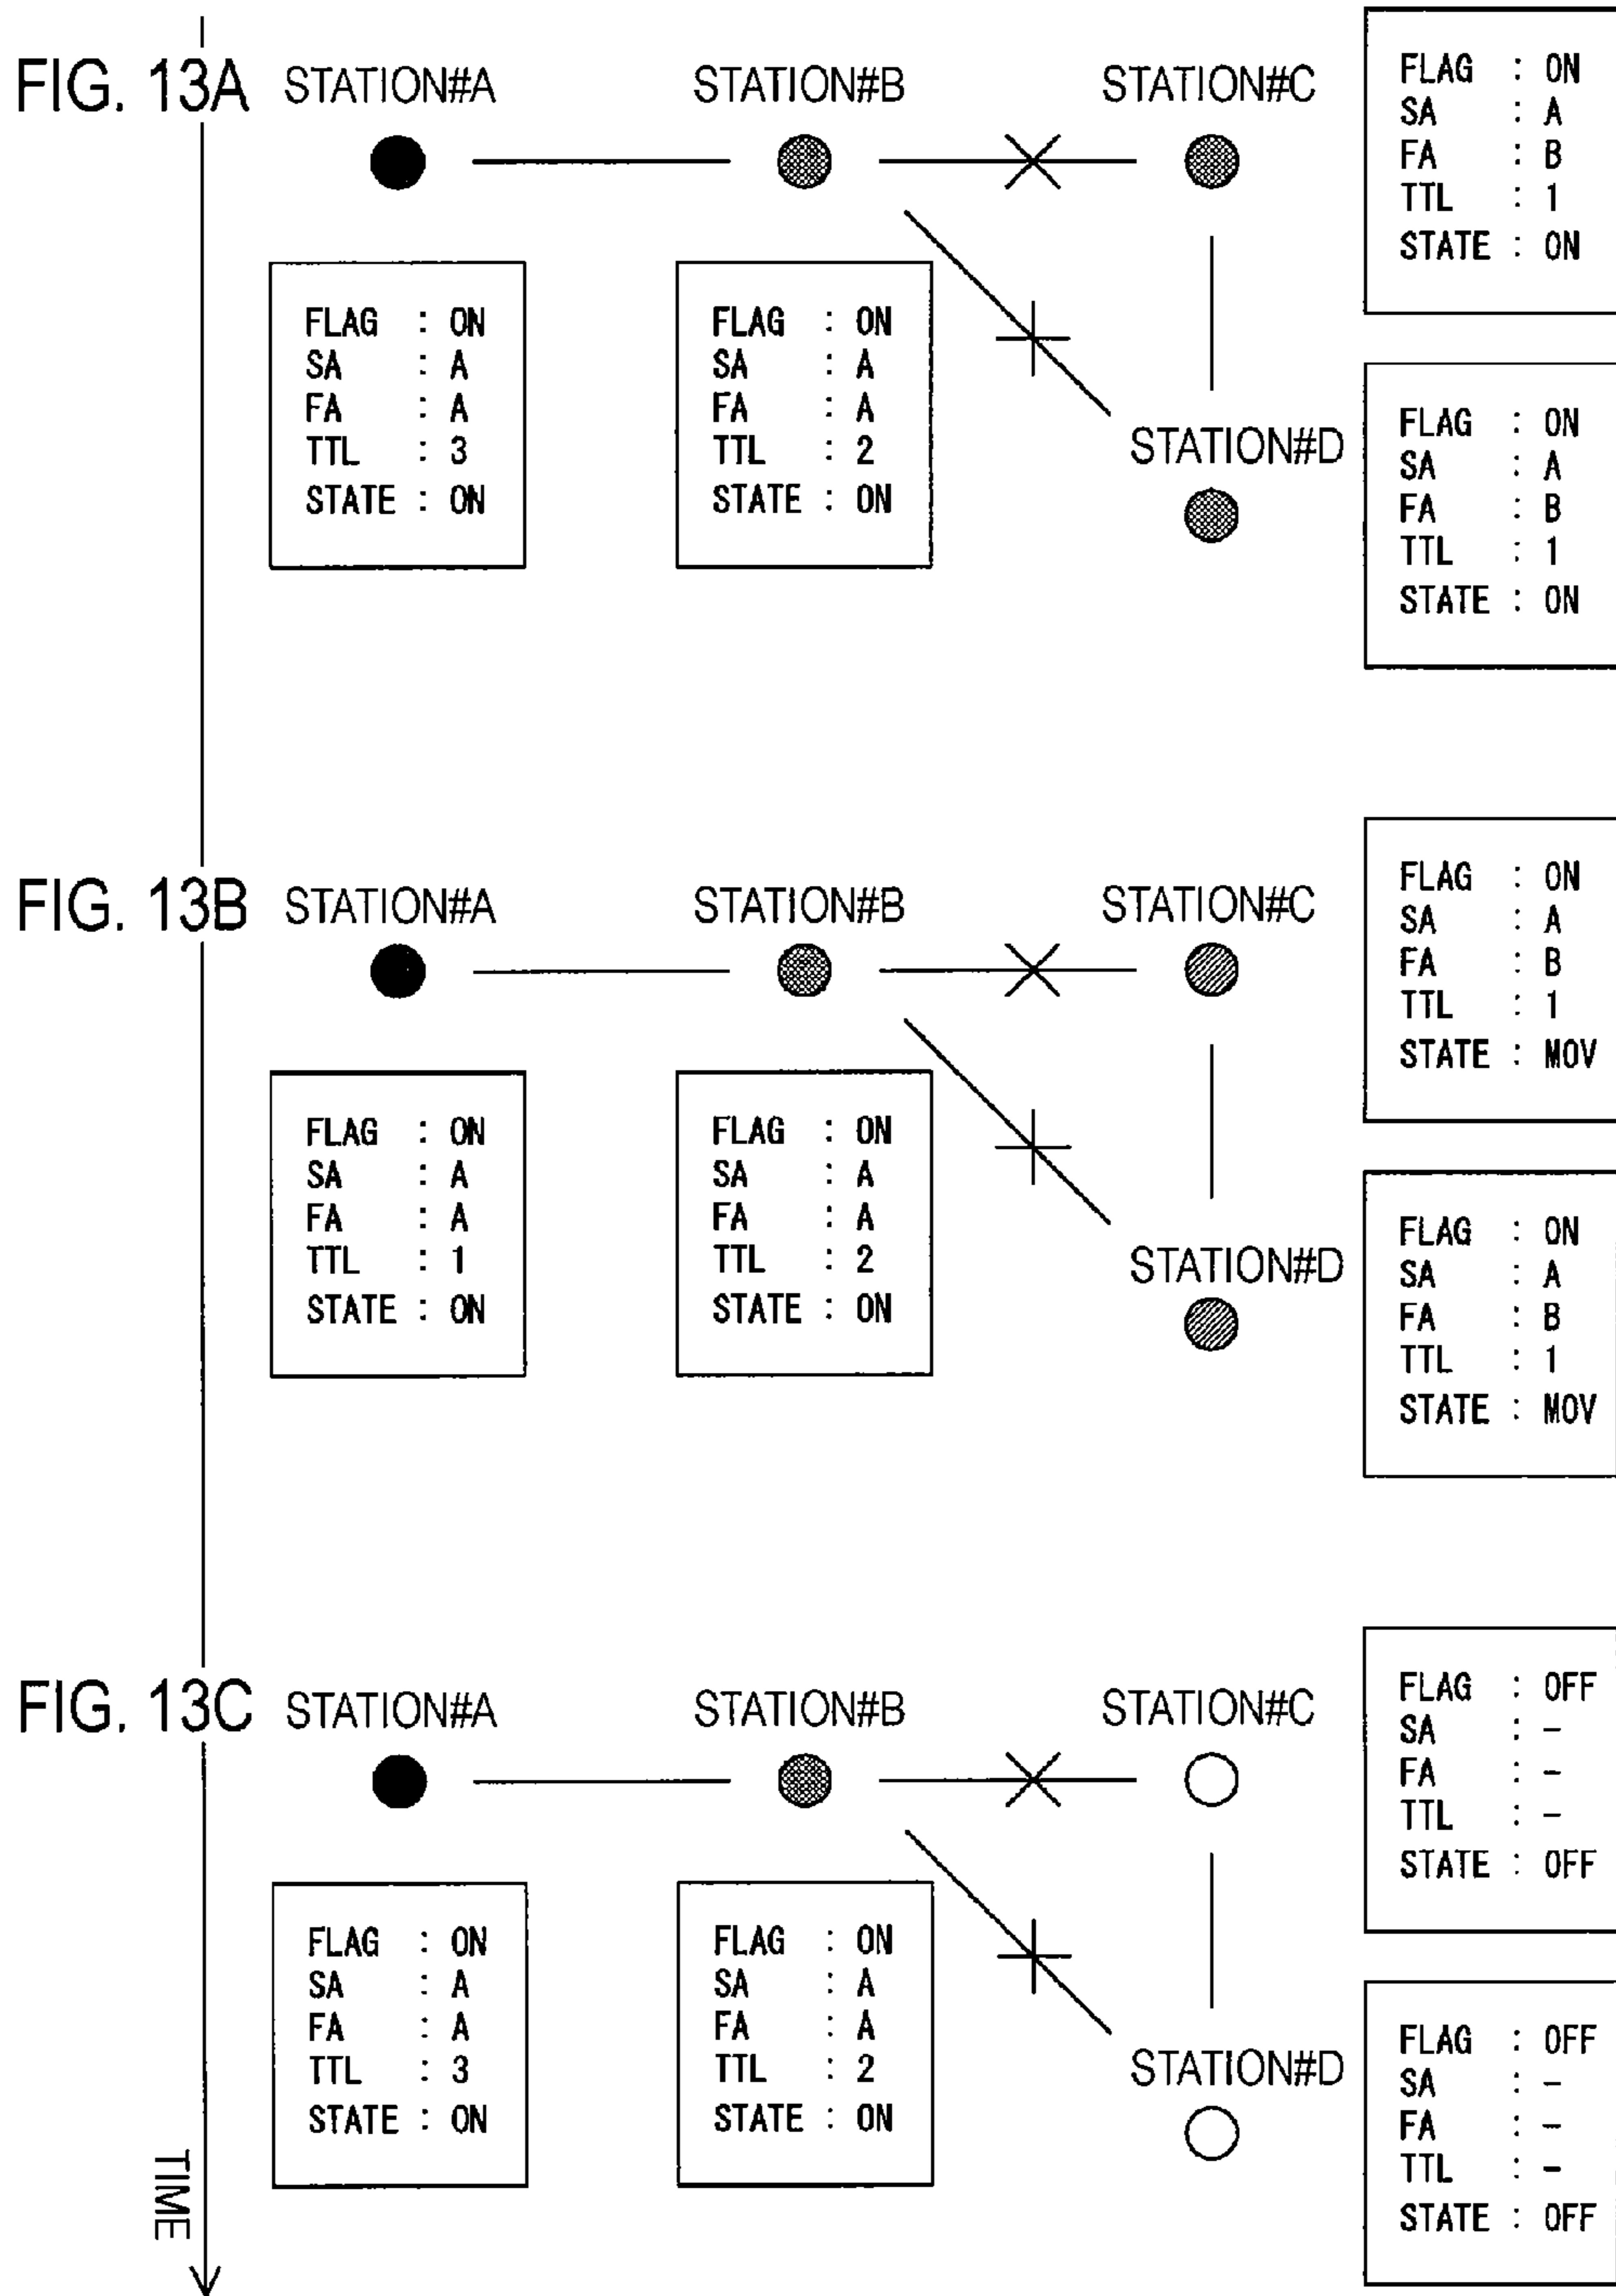 FIG. 13A
STATION#A
STATION#B
STATION#C
FLAG : ON
SA : A
FA : B
TTL : 1
STATE : ON
FLAG : ON
SA : A
FA : A
TTL : 3
STATE : ON
FLAG : ON
SA : A
FA : A
TTL : 2
STATE : ON
STATION#D
FLAG : ON
SA : A
FA : B
TTL : 1
STATE : ON
FIG. 13B
STATION#A
STATION#B
STATION#C
FLAG : ON
SA : A
FA : B
TTL : 1
STATE : MOV
FLAG : ON
SA : A
FA : A
TTL : 1
STATE : ON
FLAG : ON
SA : A
FA : A
TTL : 2
STATE : ON
STATION#D
FLAG : ON
SA : A
FA : B
TTL : 1
STATE : MOV
FIG. 13C
STATION#A
STATION#B
STATION#C
FLAG : OFF
SA : -
FA : -
TTL : -
STATE : OFF
FLAG : ON
SA : A
FA : A
TTL : 3
STATE : ON
FLAG : ON
SA : A
FA : A
TTL : 2
STATE : ON
STATION#D
FLAG : OFF
SA : -
FA : -
TTL : -
STATE : OFF
TIME